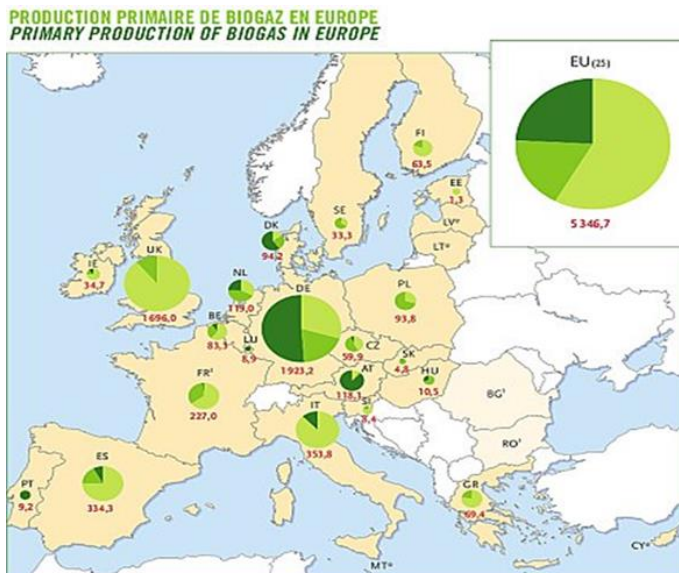 PRODUCTION PRIMAIRE DE BIOGAZ EN EUROPE
PRIMARY PRODUCTION OF BIOGAS IN EUROPE
EU (25)
5 346,7
FI
63,5
EE
1,3
SE
33,3
LV
LT
DK
94,2
UK
1 696,0
IE
34,7
NL
119,0
DE
1 923,2
PL
93,8
BE
83,3
LU
8,9
CZ
59,9
SK
4,8
AT
118,1
HU
10,5
FR¹
227,0
SI
IT
353,8
BG¹
RO¹
ES
334,3
PT
9,2
GR
69,4
MT
CY